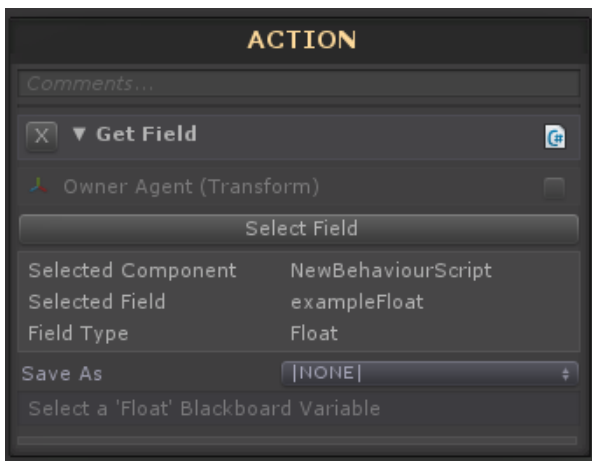 ACTION
Comments...
X ▼ Get Field C#
Owner Agent (Transform)
Select Field
Selected Component NewBehaviourScript
Selected Field exampleFloat
Field Type Float
Save As |NONE|
Select a 'Float' Blackboard Variable